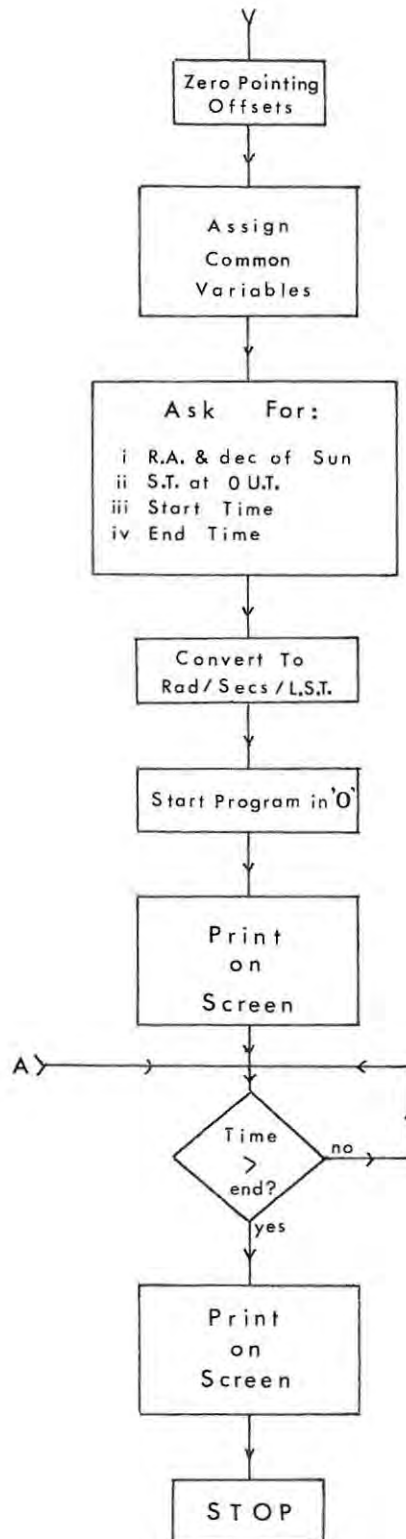 Zero Pointing
Offsets
Assign
Common
Variables
Ask For:
i R.A. & dec of Sun
ii S.T. at 0 U.T.
iii Start Time
iv End Time
Convert To
Rad/Secs/L.S.T.
Start Program in 'O'
Print
on
Screen
A
Time
>
end?
no
yes
Print
on
Screen
STOP